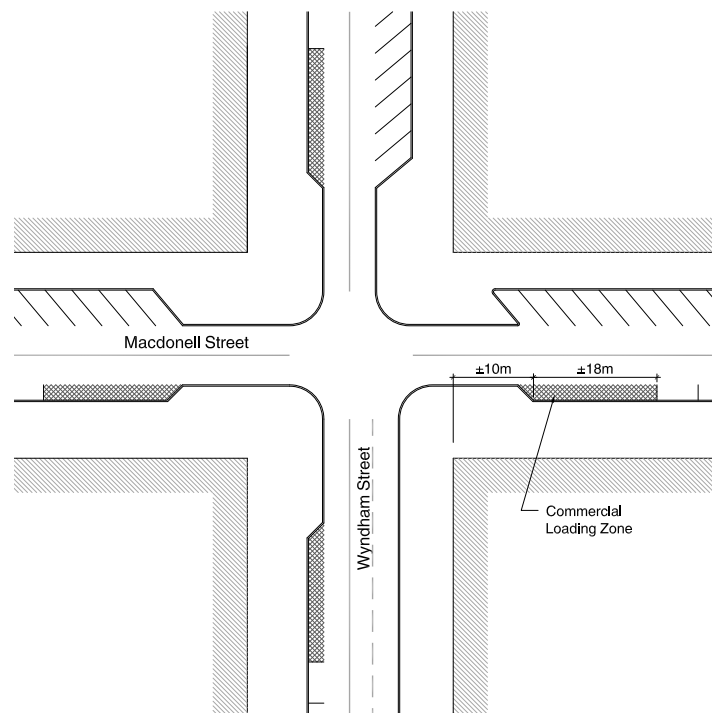 Macdonell Street
±10m
±18m
Wyndham Street
Commercial
Loading Zone